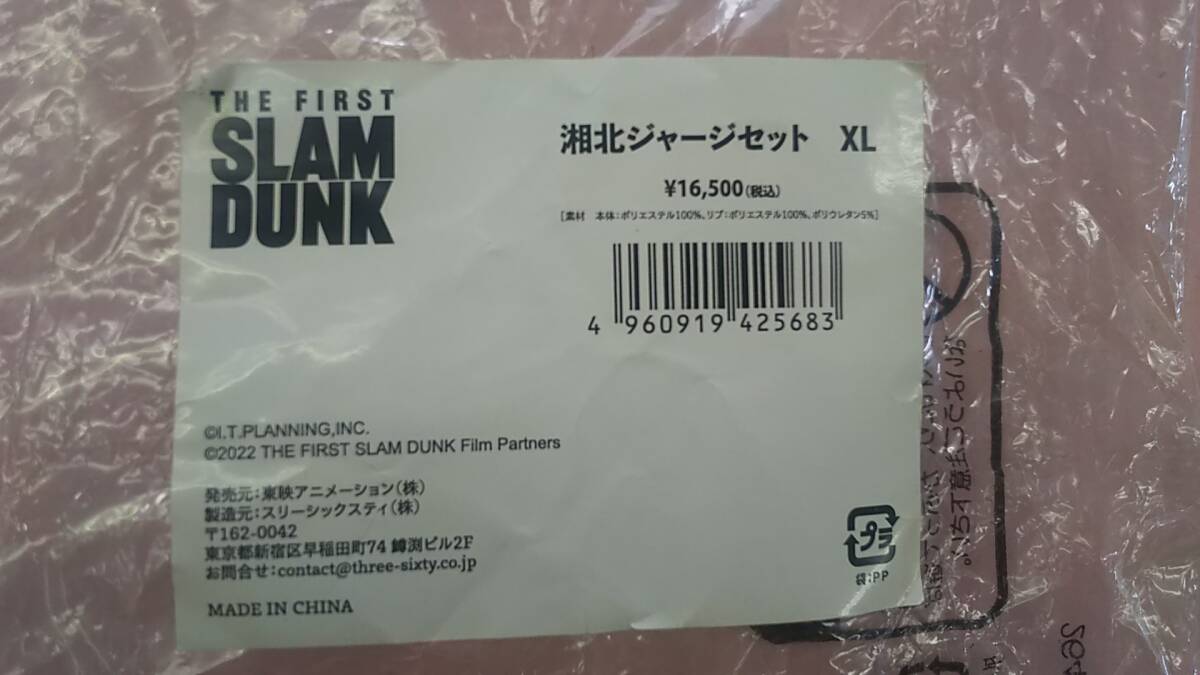 THE FIRST
SLAM
DUNK
湘北ジャージセット XL
¥16,500(税込)
[素材 本体:ポリエステル100%、リブ:ポリエステル100%、ポリウレタン5%]
4 960919 425683
©I.T.PLANNING,INC.
©2022 THE FIRST SLAM DUNK Film Partners
発売元:東映アニメーション(株)
製造元:スリーシックスティ(株)
〒162-0042
東京都新宿区早稲田町74 鱒渕ビル2F
お問合せ:contact@three-sixty.co.jp
MADE IN CHINA
プラ
袋:PP